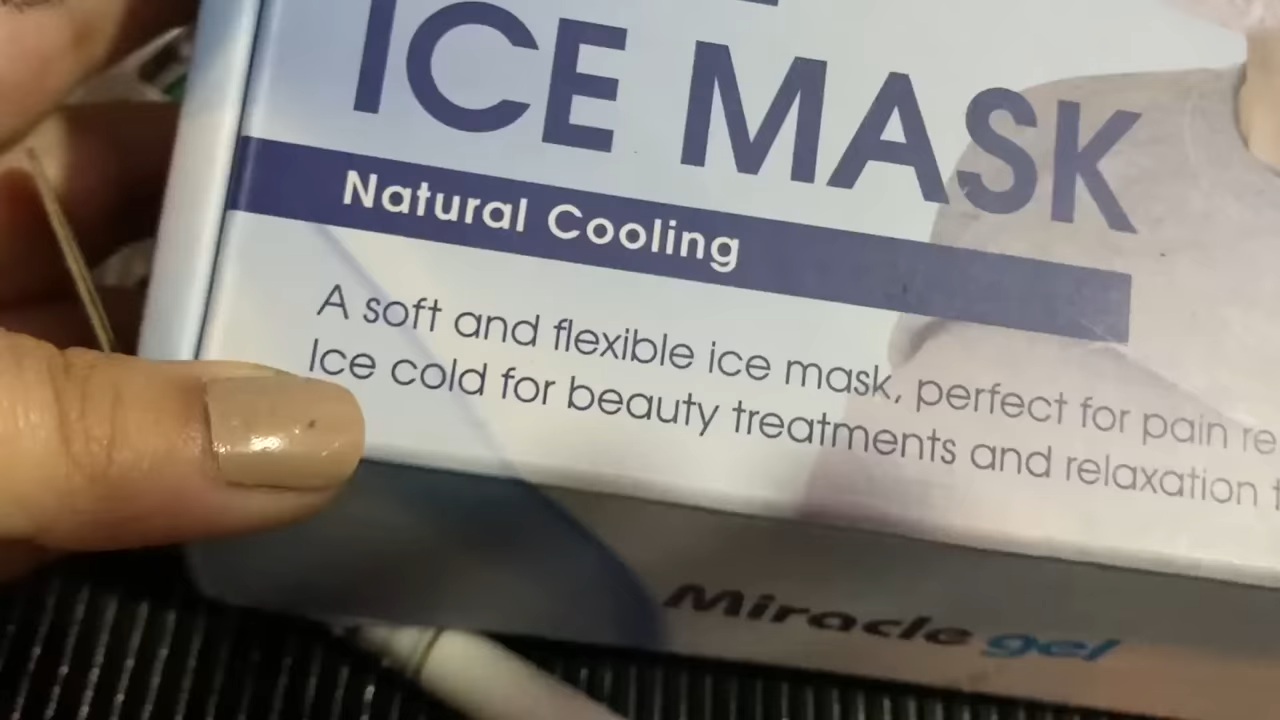 ICE MASK
Natural Cooling
A soft and flexible ice mask, perfect for pain
Ice cold for beauty treatments and relaxation
Miracle gel